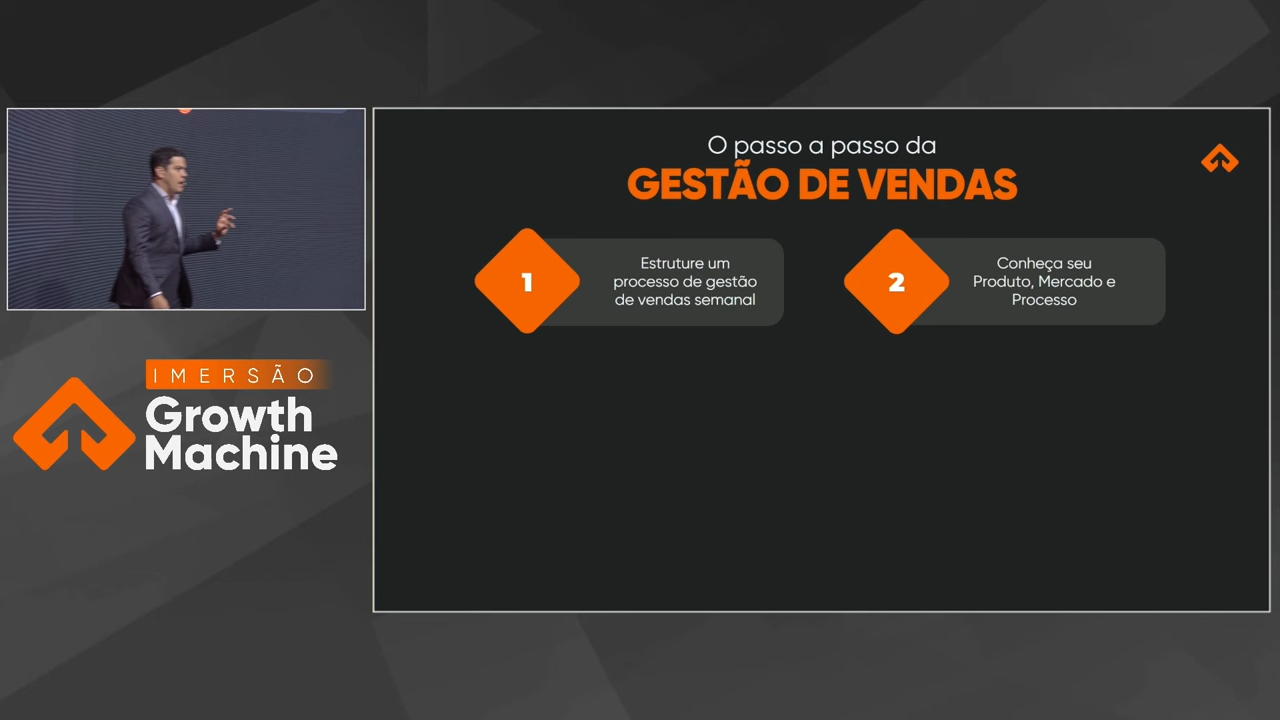 O passo a passo da
GESTÃO DE VENDAS
1
Estruture um
processo de gestão
de vendas semanal
2
Conheça seu
Produto, Mercado e
Processo
IMERSÃO
Growth
Machine